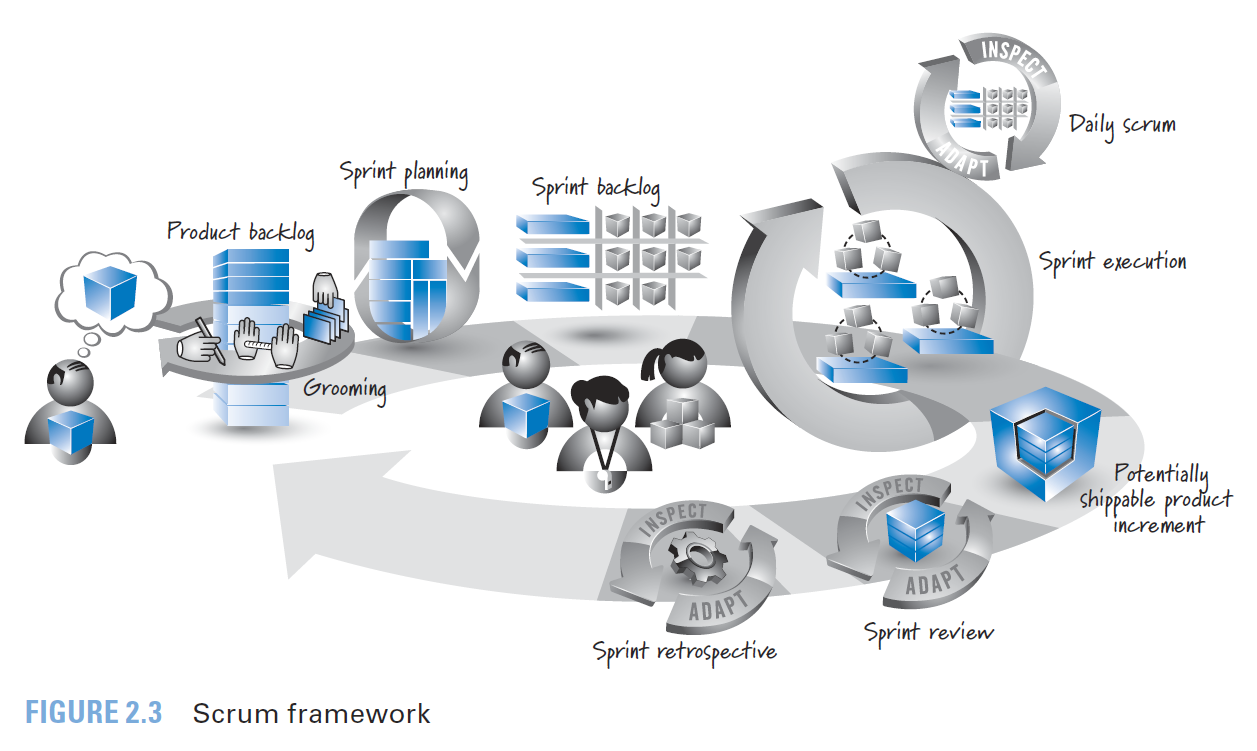 INSPECT
ADAPT
Daily scrum
Sprint planning
Sprint backlog
Product backlog
Sprint execution
Grooming
Potentially
shippable product
increment
INSPECT
ADAPT
Sprint review
INSPECT
ADAPT
Sprint retrospective
FIGURE 2.3 Scrum framework